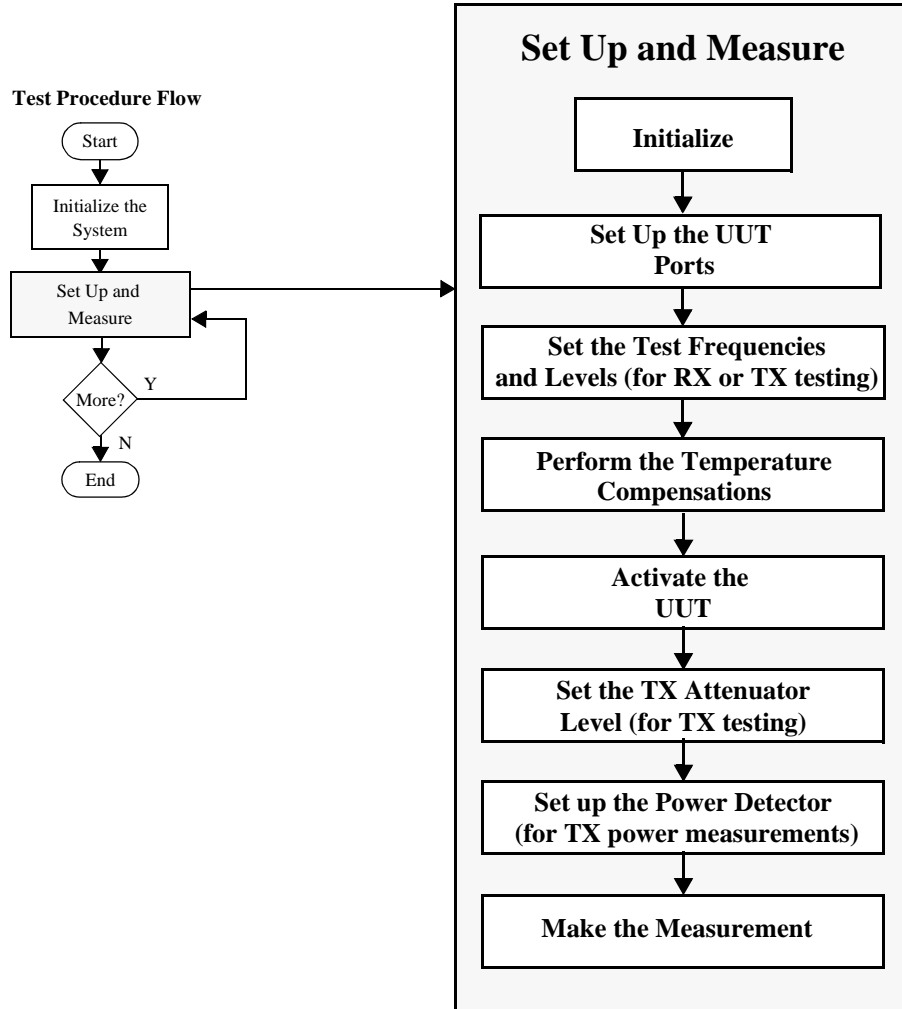 Test Procedure Flow
Start
Initialize the
System
Set Up and
Measure
More?
Y
N
End
Set Up and Measure
Initialize
Set Up the UUT
Ports
Set the Test Frequencies
and Levels (for RX or TX testing)
Perform the Temperature
Compensations
Activate the
UUT
Set the TX Attenuator
Level (for TX testing)
Set up the Power Detector
(for TX power measurements)
Make the Measurement